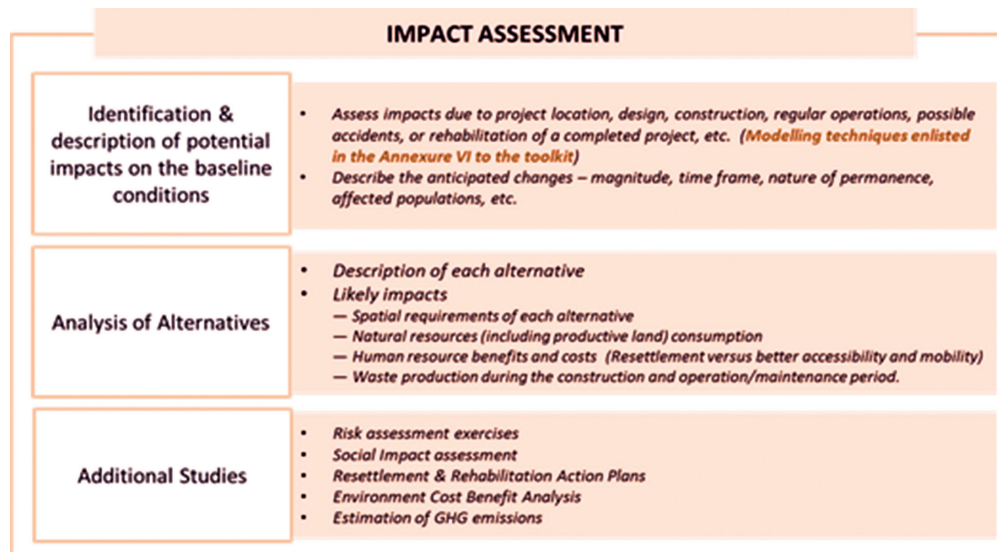 IMPACT ASSESSMENT
Identification &
description of potential
impacts on the baseline
conditions
• Assess impacts due to project location, design, construction, regular operations, possible
accidents, or rehabilitation of a completed project, etc. (Modelling techniques enlisted
in the Annexure VI to the toolkit)
• Describe the anticipated changes – magnitude, time frame, nature of permanence,
affected populations, etc.
Analysis of Alternatives
• Description of each alternative
• Likely impacts
— Spatial requirements of each alternative
— Natural resources (including productive land) consumption
— Human resource benefits and costs (Resettlement versus better accessibility and mobility)
— Waste production during the construction and operation/maintenance period.
Additional Studies
• Risk assessment exercises
• Social Impact assessment
• Resettlement & Rehabilitation Action Plans
• Environment Cost Benefit Analysis
• Estimation of GHG emissions